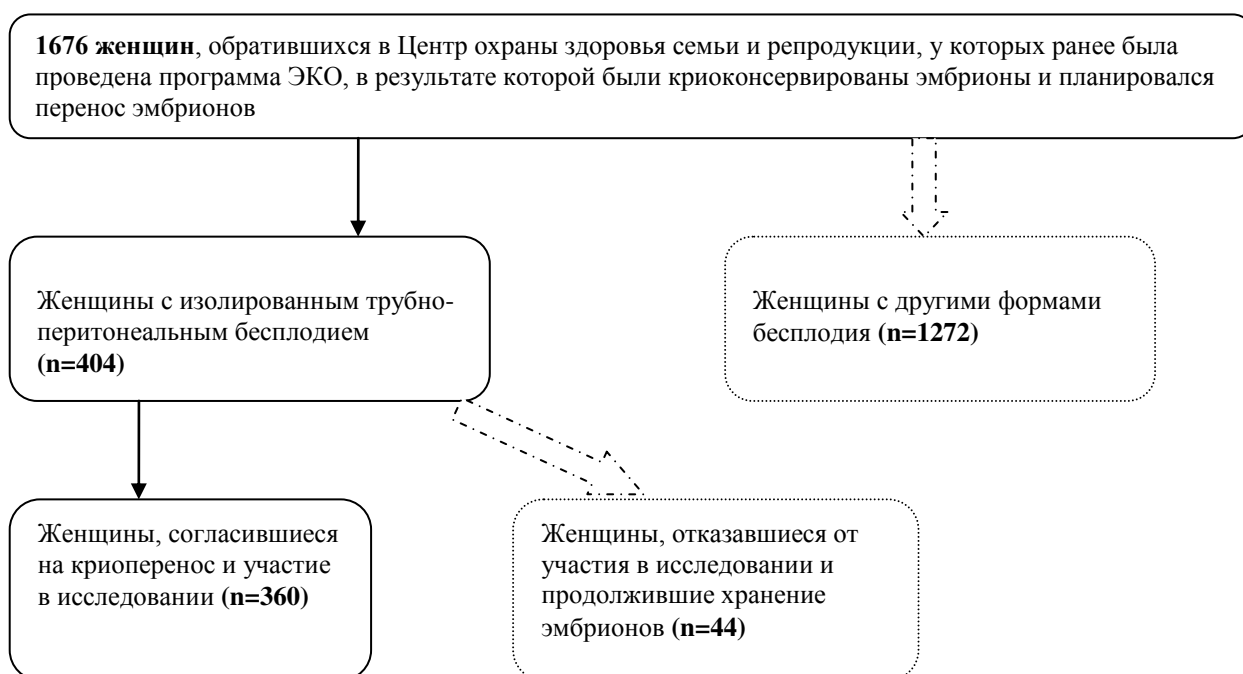 1676 женщин, обратившихся в Центр охраны здоровья семьи и репродукции, у которых ранее была
проведена программа ЭКО, в результате которой были криоконсервированы эмбрионы и планировался
перенос эмбрионов
Женщины с изолированным трубно-
перитонеальным бесплодием
(n=404)
Женщины с другими формами
бесплодия (n=1272)
Женщины, согласившиеся
на криоперенос и участие
в исследовании (n=360)
Женщины, отказавшиеся от
участия в исследовании и
продолжившие хранение
эмбрионов (n=44)